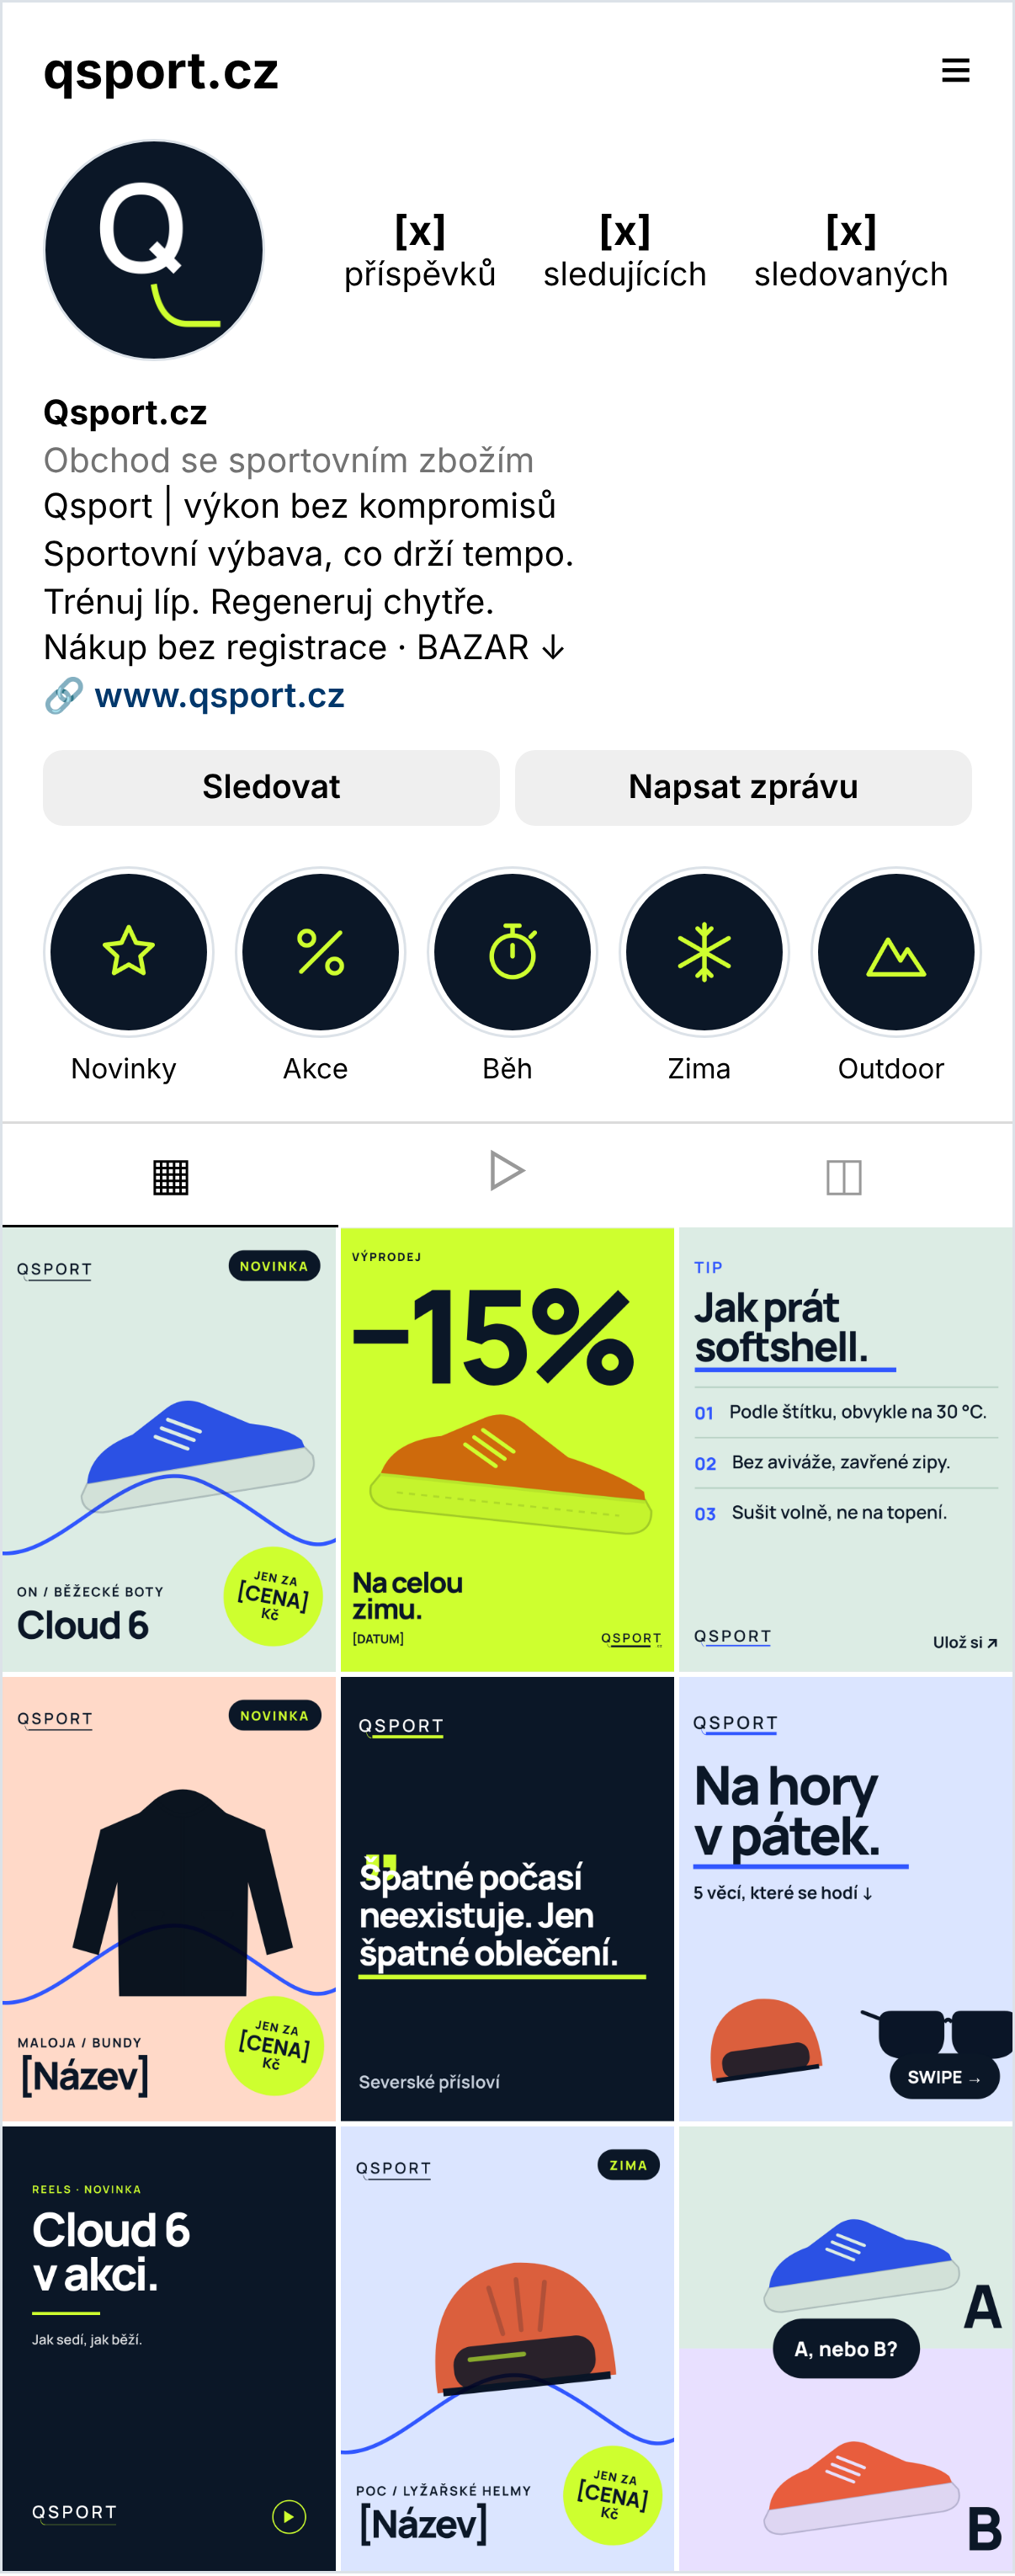 qsport.cz
Q
[x] [x] [x]
příspěvků sledujících sledovaných
Qsport.cz
Obchod se sportovním zbožím
Qsport | výkon bez kompromisů
Sportovní výbava, co drží tempo.
Trénuj líp. Regeneruj chytře.
Nákup bez registrace · BAZAR ↓
www.qsport.cz
Sledovat
Napsat zprávu
Novinky
Akce
Běh
Zima
Outdoor
QSPORT
NOVINKA
ON / BĚŽECKÉ BOTY
Cloud 6
JEN ZA
[CENA]
Kč
VÝPRODEJ
−15%
Na celou
zimu.
[DATUM]
QSPORT
TIP
Jak prát
softshell.
01 Podle štítku, obvykle na 30 °C.
02 Bez aviváže, zavřené zipy.
03 Sušit volně, ne na topení.
QSPORT
Ulož si ↗
QSPORT
NOVINKA
MALOJA / BUNDY
[Název]
JEN ZA
[CENA]
Kč
QSPORT
"
Špatné počasí
neexistuje. Jen
špatné oblečení.
Severské přísloví
QSPORT
Na hory
v pátek.
5 věcí, které se hodí ↓
SWIPE →
REELS · NOVINKA
Cloud 6
v akci.
Jak sedí, jak běží.
QSPORT
QSPORT
ZIMA
POC / LYŽAŘSKÉ HELMY
[Název]
JEN ZA
[CENA]
Kč
A
A, nebo B?
B